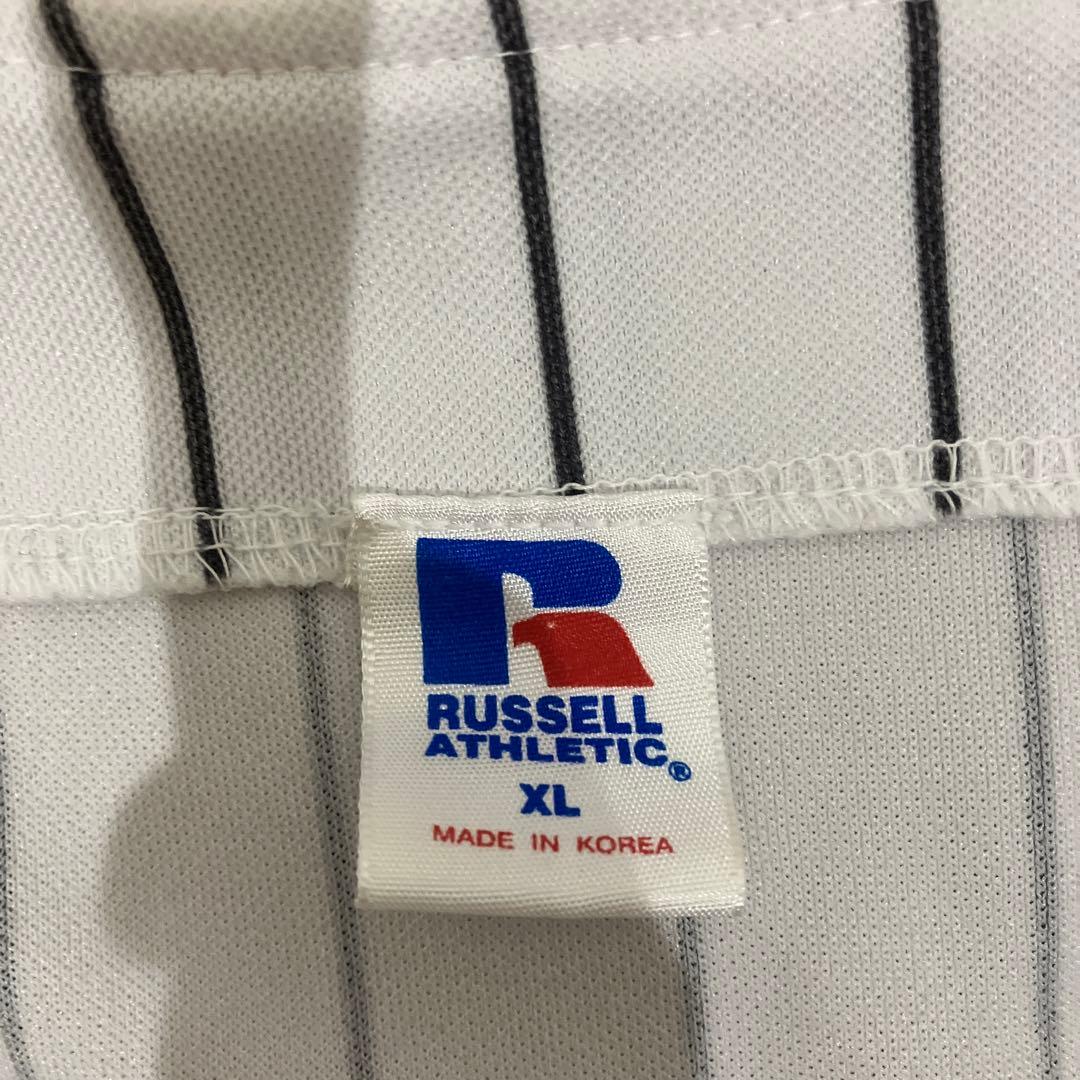 R
RUSSELL
ATHLETIC®
XL
MADE IN KOREA